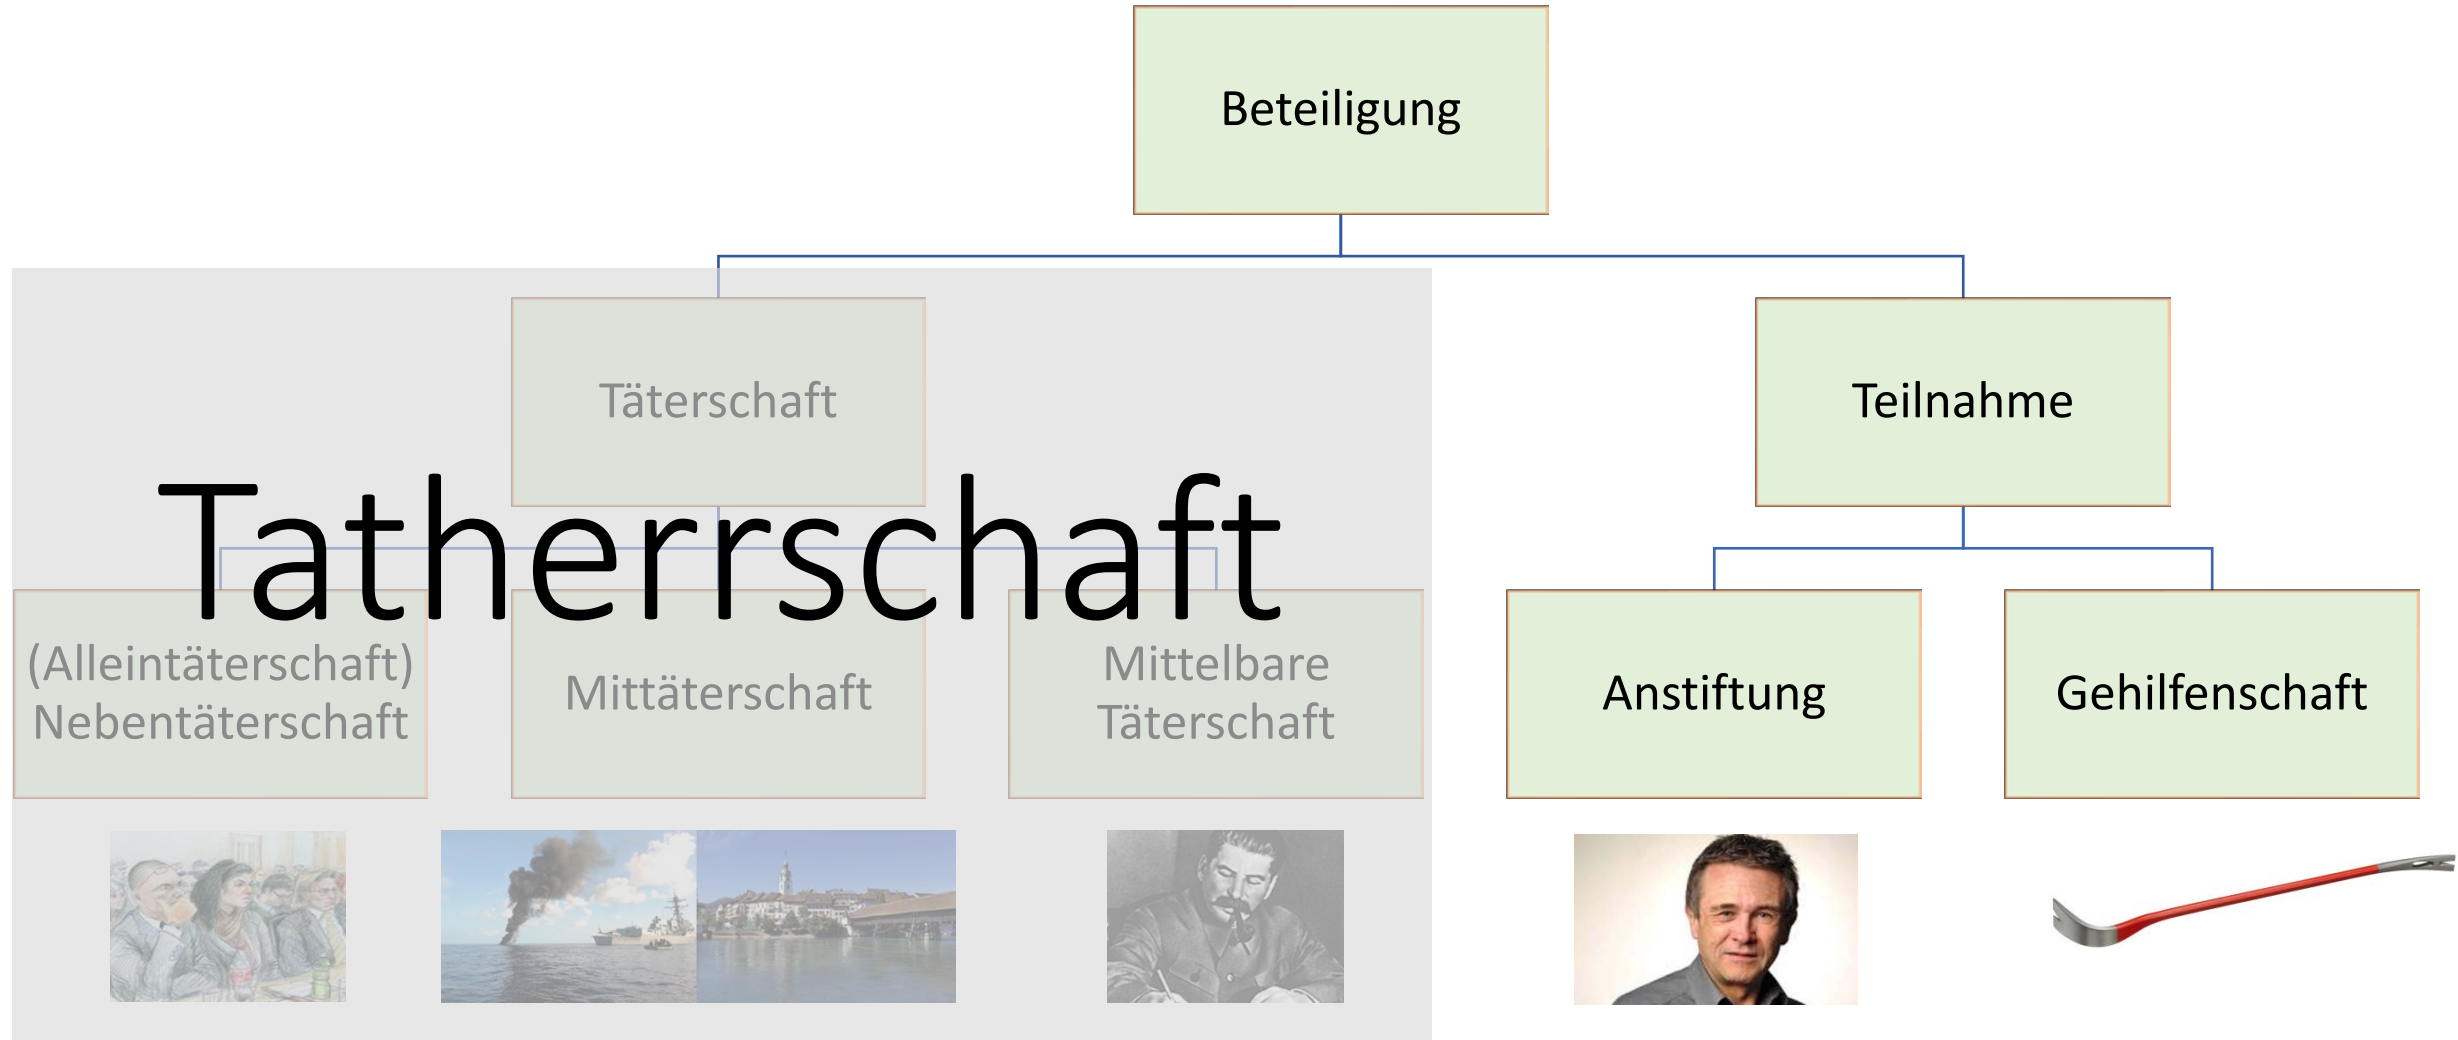 Beteiligung
Täterschaft
Teilnahme
Tatherrschaft
(Alleintäterschaft)
Nebentäterschaft
Mittäterschaft
Mittelbare
Täterschaft
Anstiftung
Gehilfenschaft